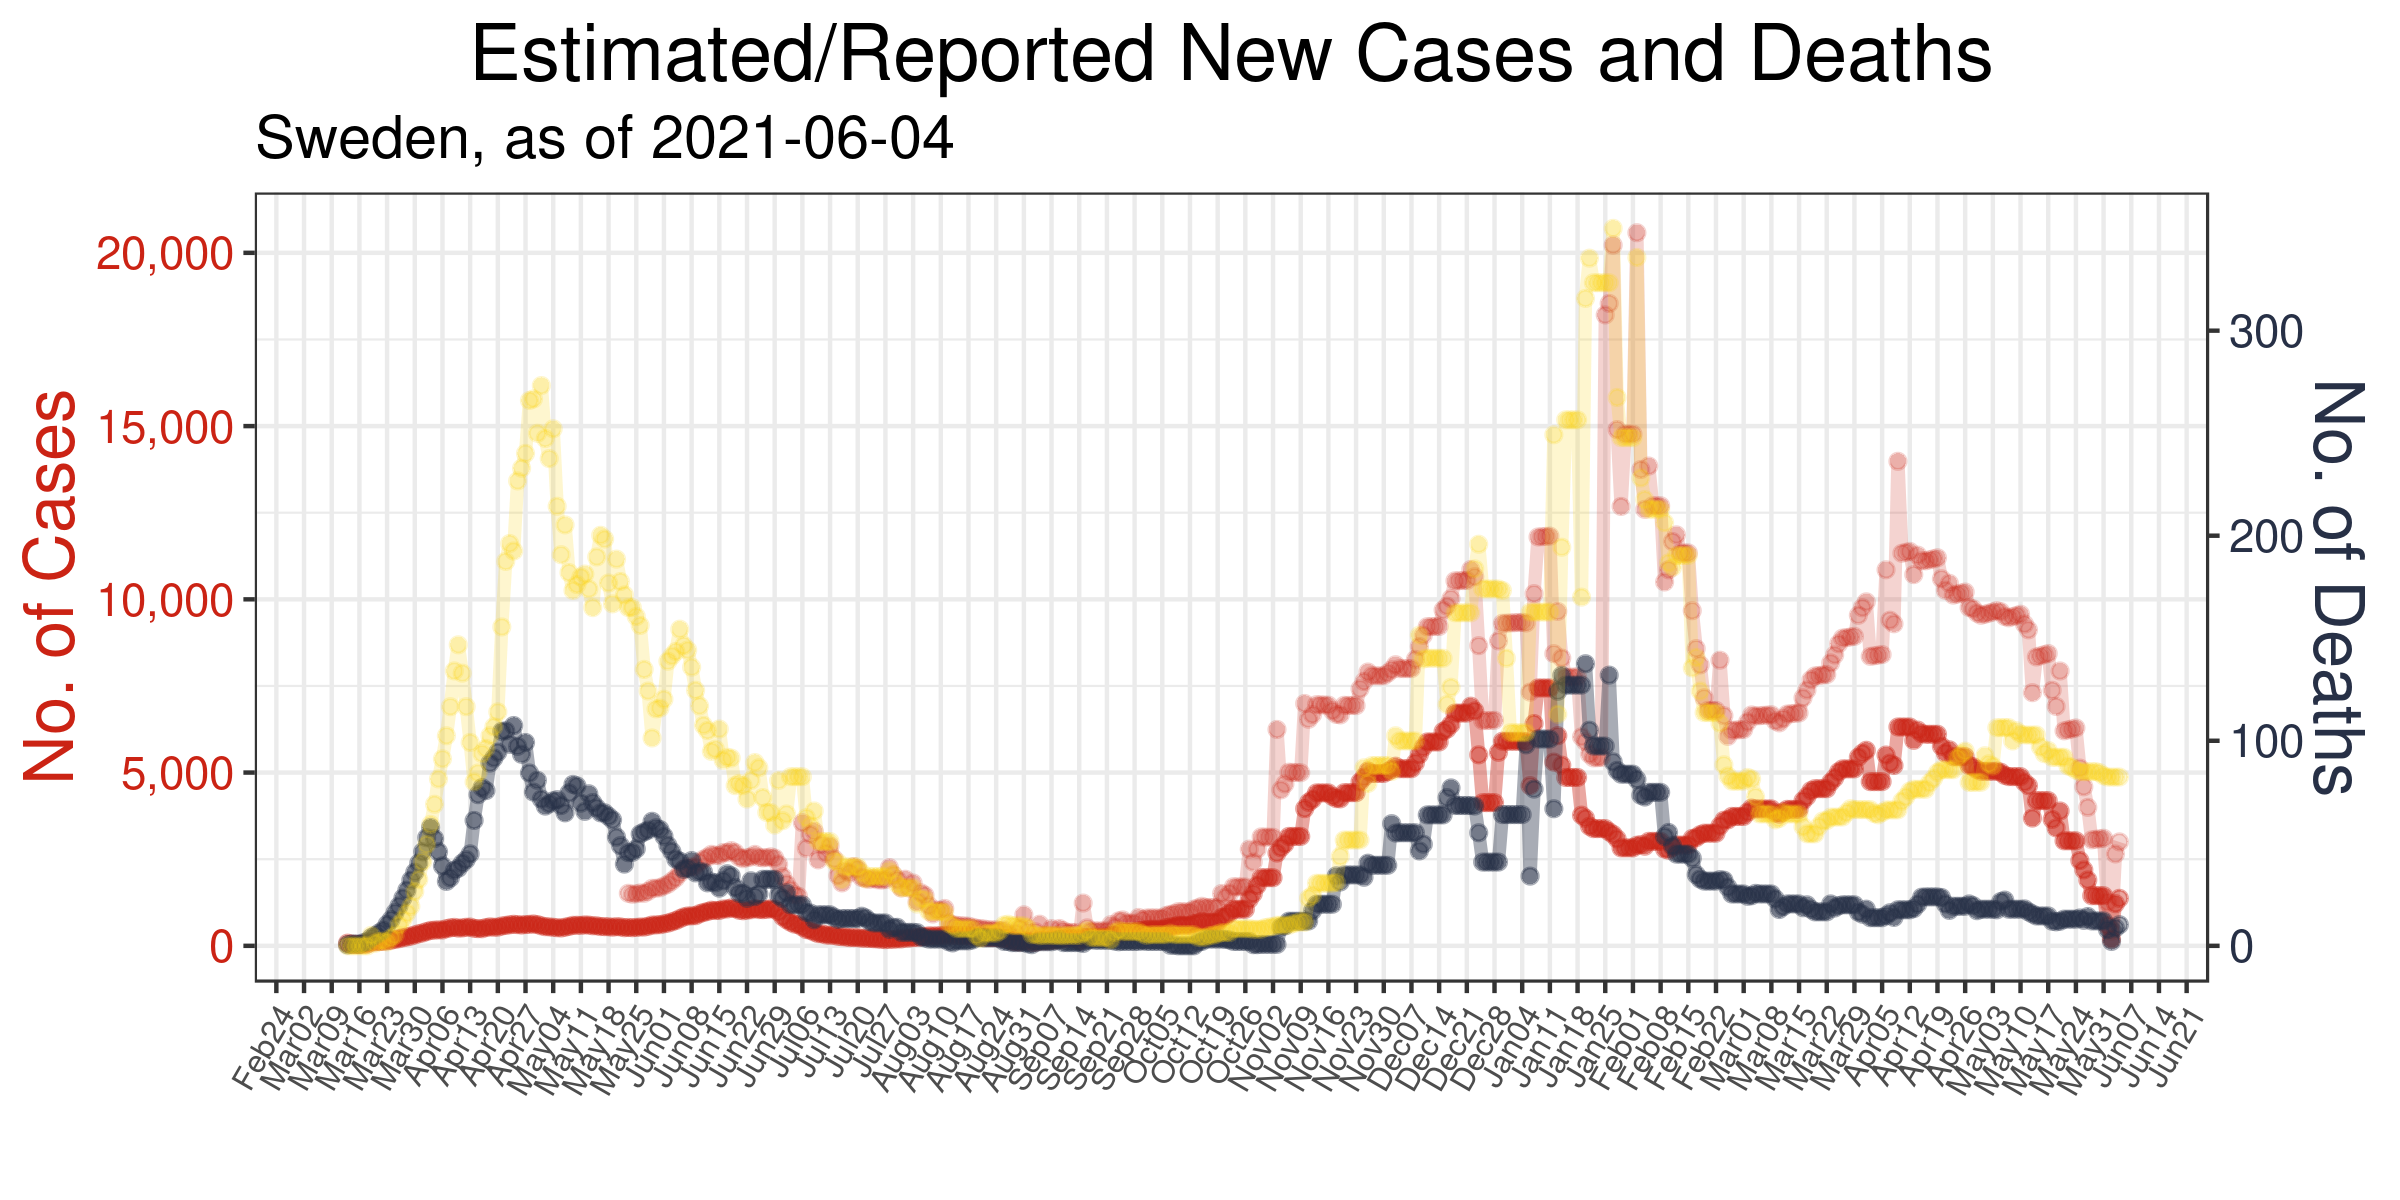 Estimated/Reported New Cases and Deaths
Sweden, as of 2021-06-04
No. of Cases
20,000
15,000
10,000
5,000
0
300
200
100
0
No. of Deaths
Feb24
Mar02
Mar09
Mar16
Mar23
Mar30
Apr06
Apr13
Apr20
Apr27
May04
May11
May18
May25
Jun01
Jun08
Jun15
Jun22
Jun29
Jul06
Jul13
Jul20
Jul27
Aug03
Aug10
Aug17
Aug24
Aug31
Sep07
Sep14
Sep21
Sep28
Oct05
Oct12
Oct19
Oct26
Nov02
Nov09
Nov16
Nov23
Nov30
Dec07
Dec14
Dec21
Dec28
Jan04
Jan11
Jan18
Jan25
Feb01
Feb08
Feb15
Feb22
Mar01
Mar08
Mar15
Mar22
Mar29
Apr05
Apr12
Apr19
Apr26
May03
May10
May17
May24
May31
Jun07
Jun14
Jun21